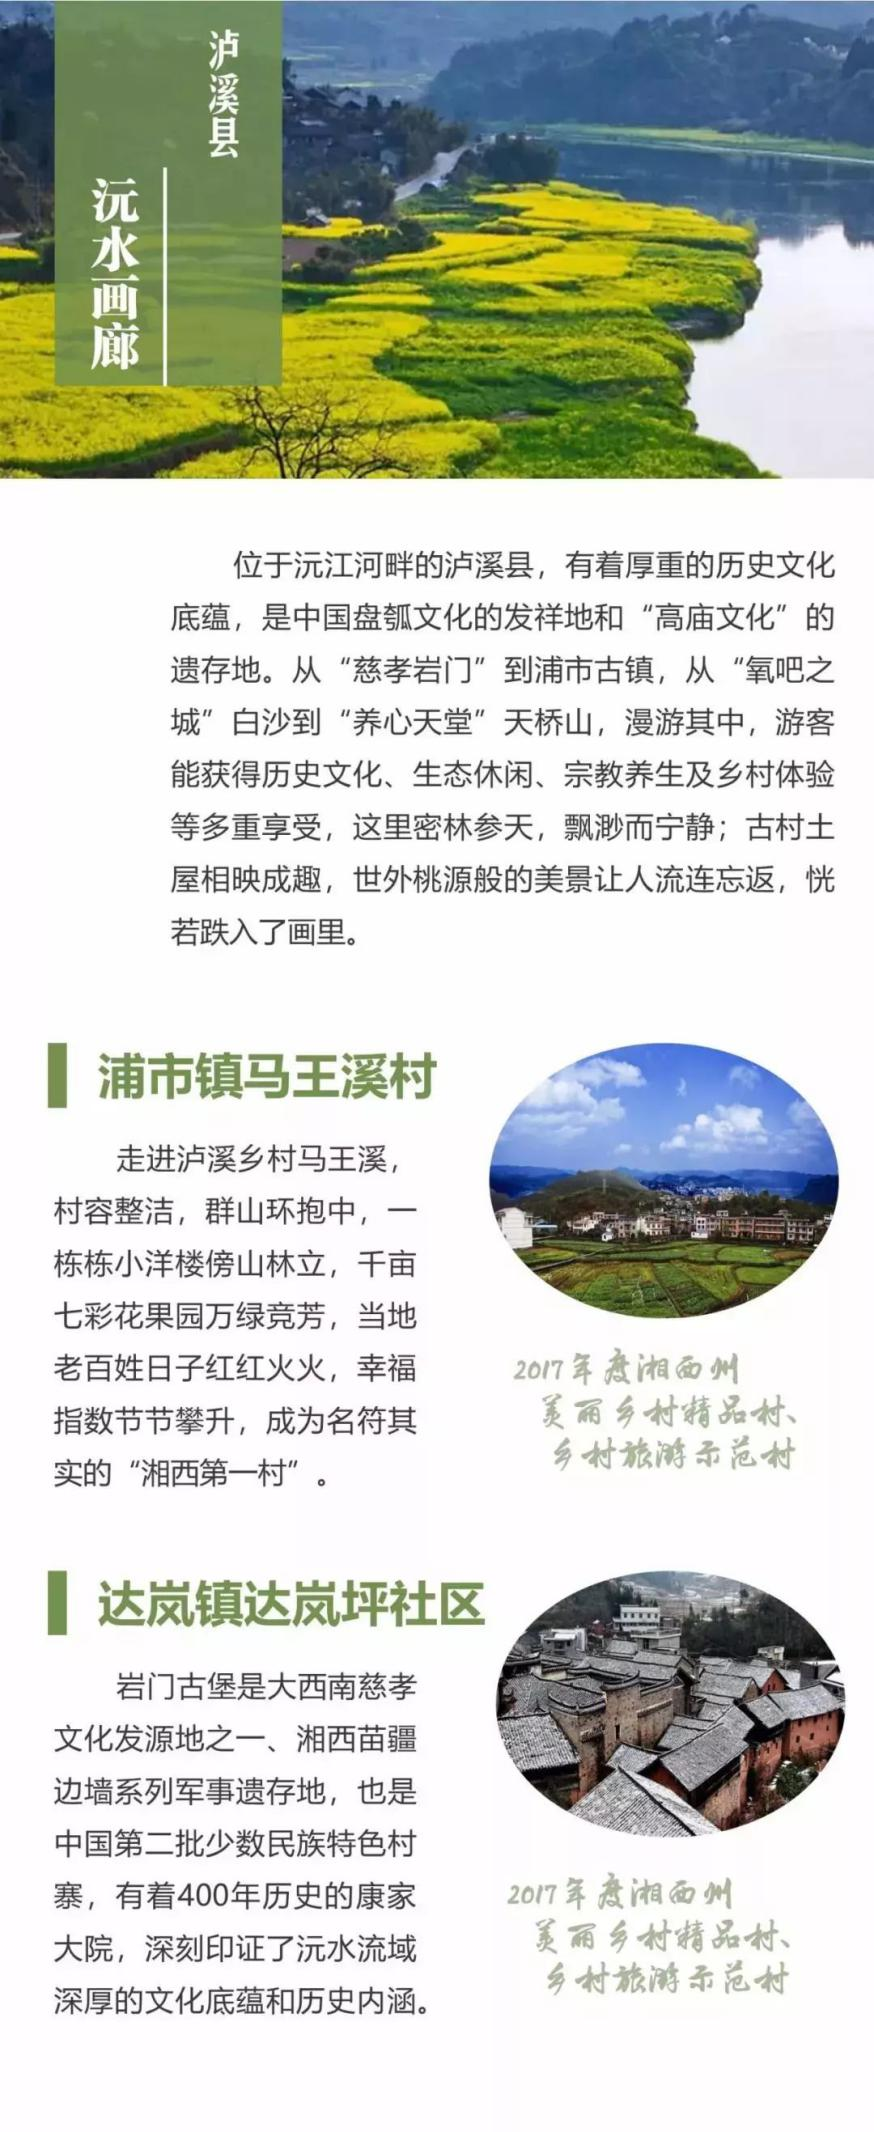 泸溪县
沅水画廊
位于沅江河畔的泸溪县，有着厚重的历史文化
底蕴，是中国盘瓠文化的发祥地和“高庙文化”的
遗存地。从“慈孝岩门”到浦市古镇，从“氧吧之
城”白沙到“养心天堂”天桥山，漫游其中，游客
能获得历史文化、生态休闲、宗教养生及乡村体验
等多重享受，这里密林参天，飘渺而宁静；古村土
屋相映成趣，世外桃源般的美景让人流连忘返，恍
若跌入了画里。
浦市镇马王溪村
走进泸溪乡村马王溪，
村容整洁，群山环抱中，一
栋栋小洋楼傍山林立，千亩
七彩花果园万绿竞芳，当地
老百姓日子红红火火，幸福
指数节节攀升，成为名符其
实的“湘西第一村”。
2017年度湘西州
美丽乡村精品村、
乡村旅游示范村
达岚镇达岚坪社区
岩门古堡是大西南慈孝
文化发源地之一、湘西苗疆
边墙系列军事遗存地，也是
中国第二批少数民族特色村
寨，有着400年历史的康家
大院，深刻印证了沅水流域
深厚的文化底蕴和历史内涵。
2017年度湘西州
美丽乡村精品村、
乡村旅游示范村